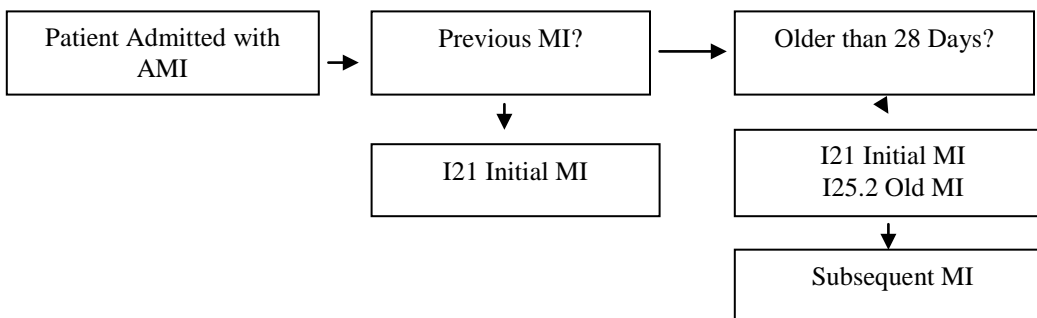 Patient Admitted with
AMI
Previous MI?
Older than 28 Days?
I21 Initial MI
I21 Initial MI
I25.2 Old MI
Subsequent MI